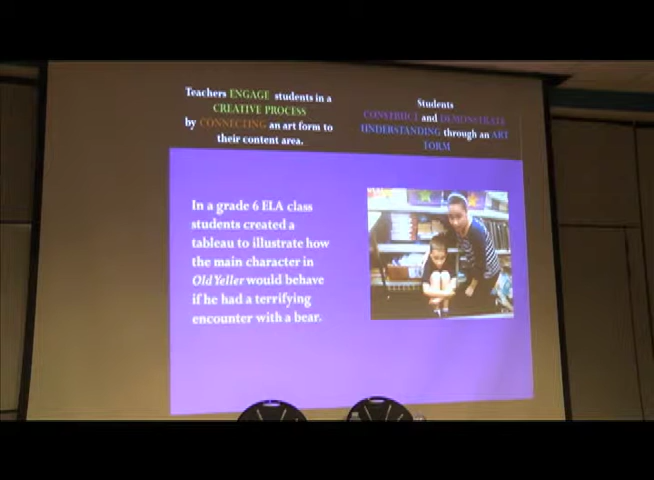 Teachers ENGAGE students in a
CREATIVE PROCESS
by CONNECTING an art form to
their content area.
Students
CONSTRUCT and DEMONSTRATE
UNDERSTANDING through an ART
FORM
In a grade 6 ELA class
students created a
tableau to illustrate how
the main character in
Old Yeller would behave
if he had a terrifying
encounter with a bear.